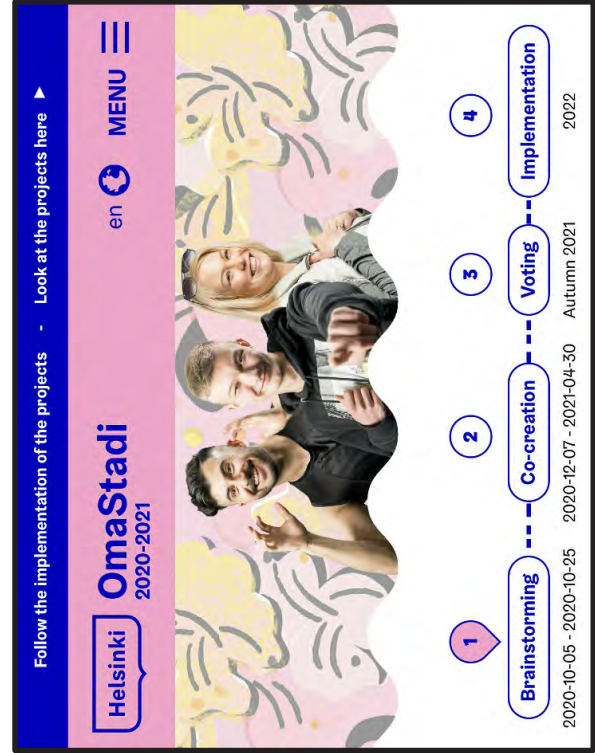 Follow the implementation of the projects - Look at the projects here ▶
Helsinki
OmaStadi
2020-2021
en
MENU
1
2
3
4
Brainstorming
Co-creation
Voting
Implementation
2020-10-05 - 2020-10-25
2020-12-07 - 2021-04-30
Autumn 2021
2022